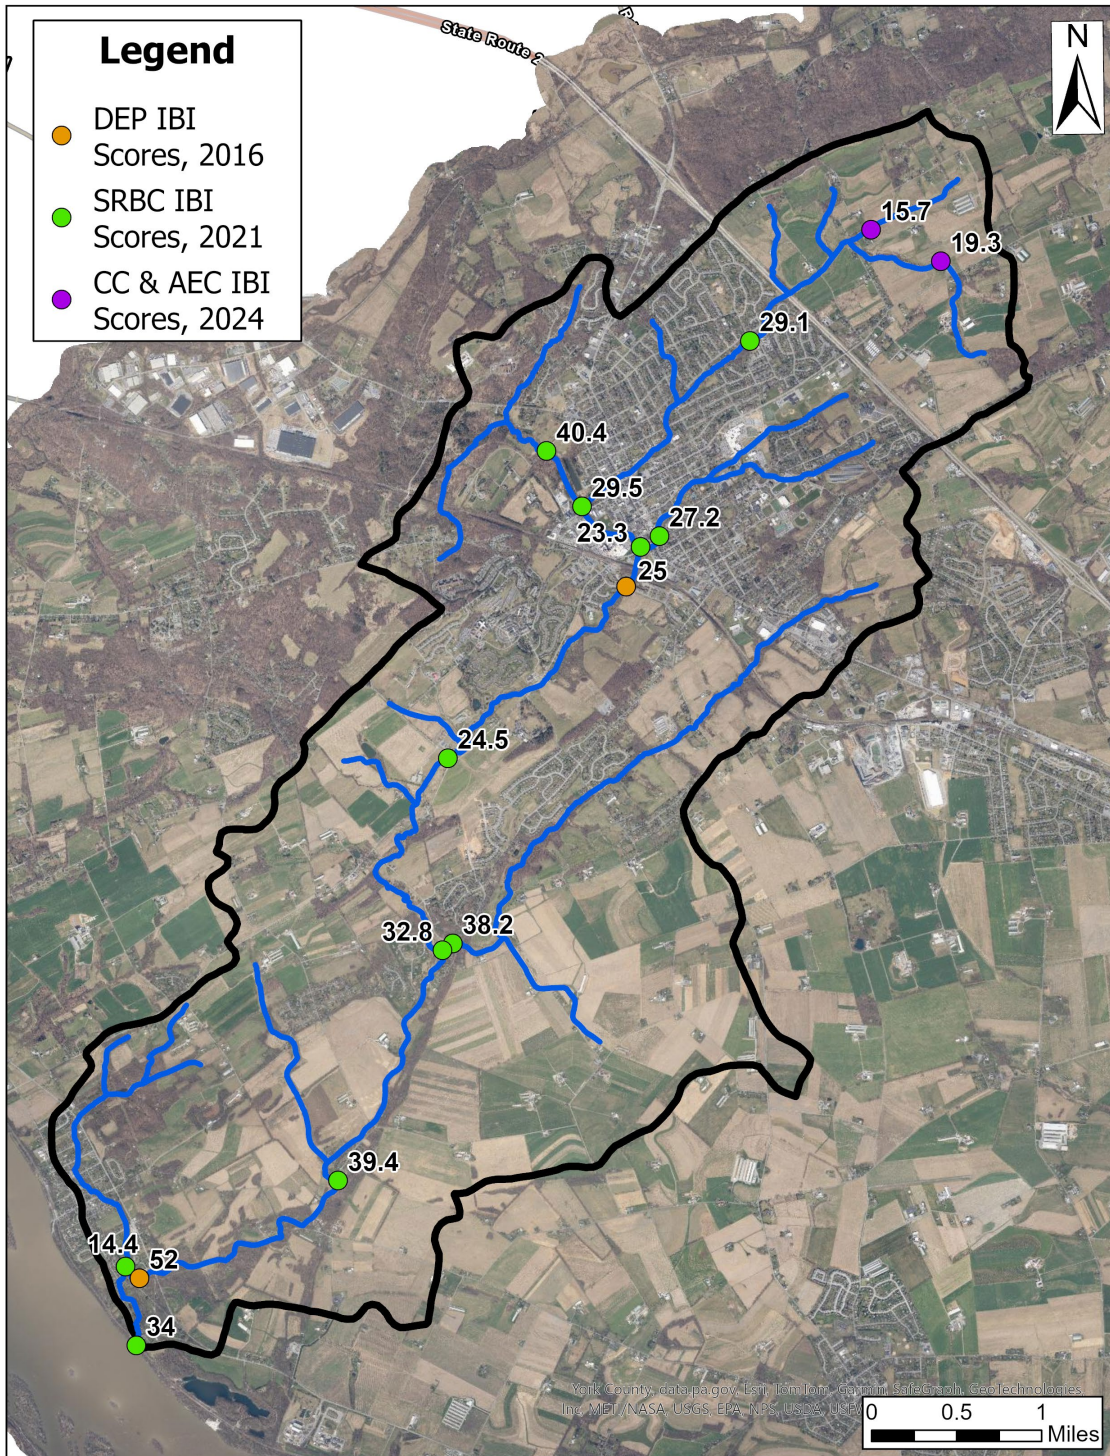 Legend
DEP IBI
Scores, 2016
SRBC IBI
Scores, 2021
CC & AEC IBI
Scores, 2024
State Route 2
N
15.7
19.3
29.1
40.4
29.5
27.2
23.3
25
24.5
38.2
32.8
39.4
14.4
52
34
York County, data.pa.gov, Esri, TomTom, Garmin, SafeGraph, GeoTechnologies
Inc, METI/NASA, USGS, EPA, NPS, USDA, USFW
0 0.5 1
Miles